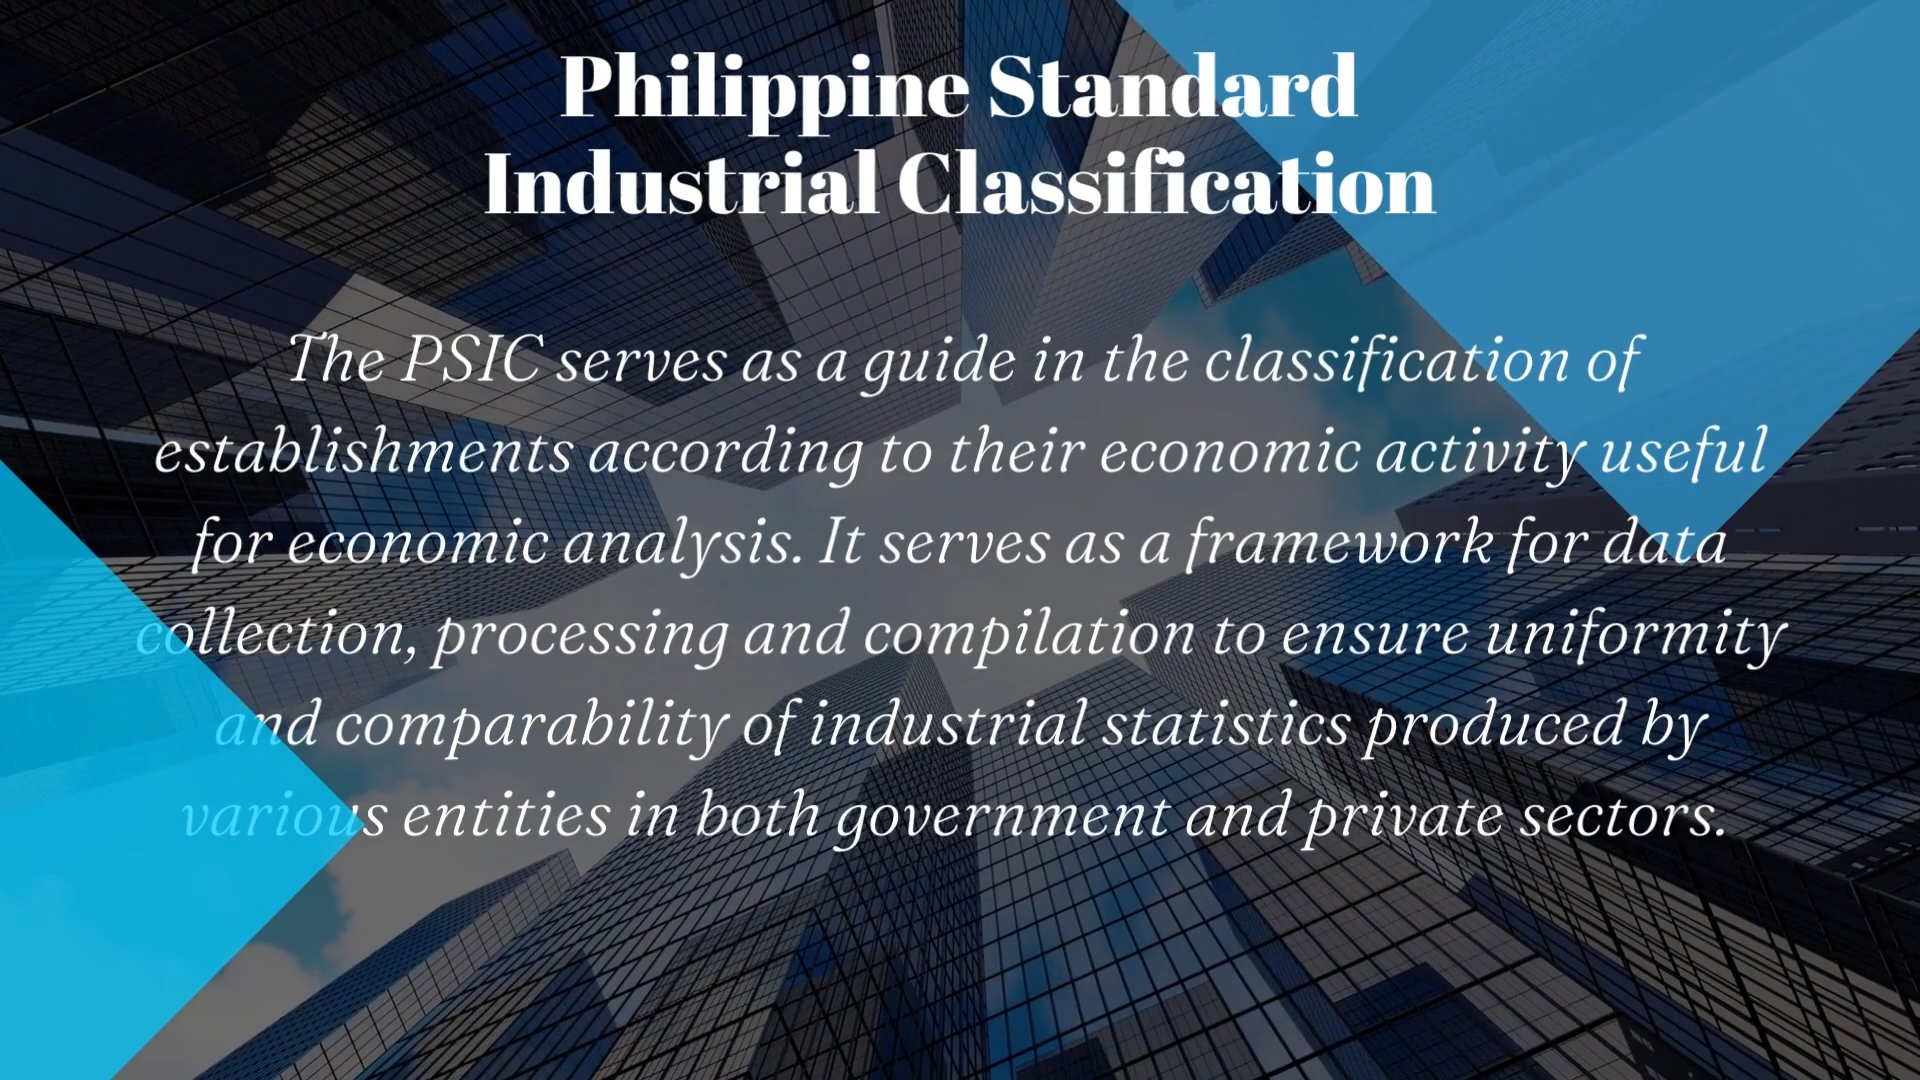 Philippine Standard
Industrial Classification
The PSIC serves as a guide in the classification of
establishments according to their economic activity useful
for economic analysis. It serves as a framework for data
collection, processing and compilation to ensure uniformity
and comparability of industrial statistics produced by
various entities in both government and private sectors.